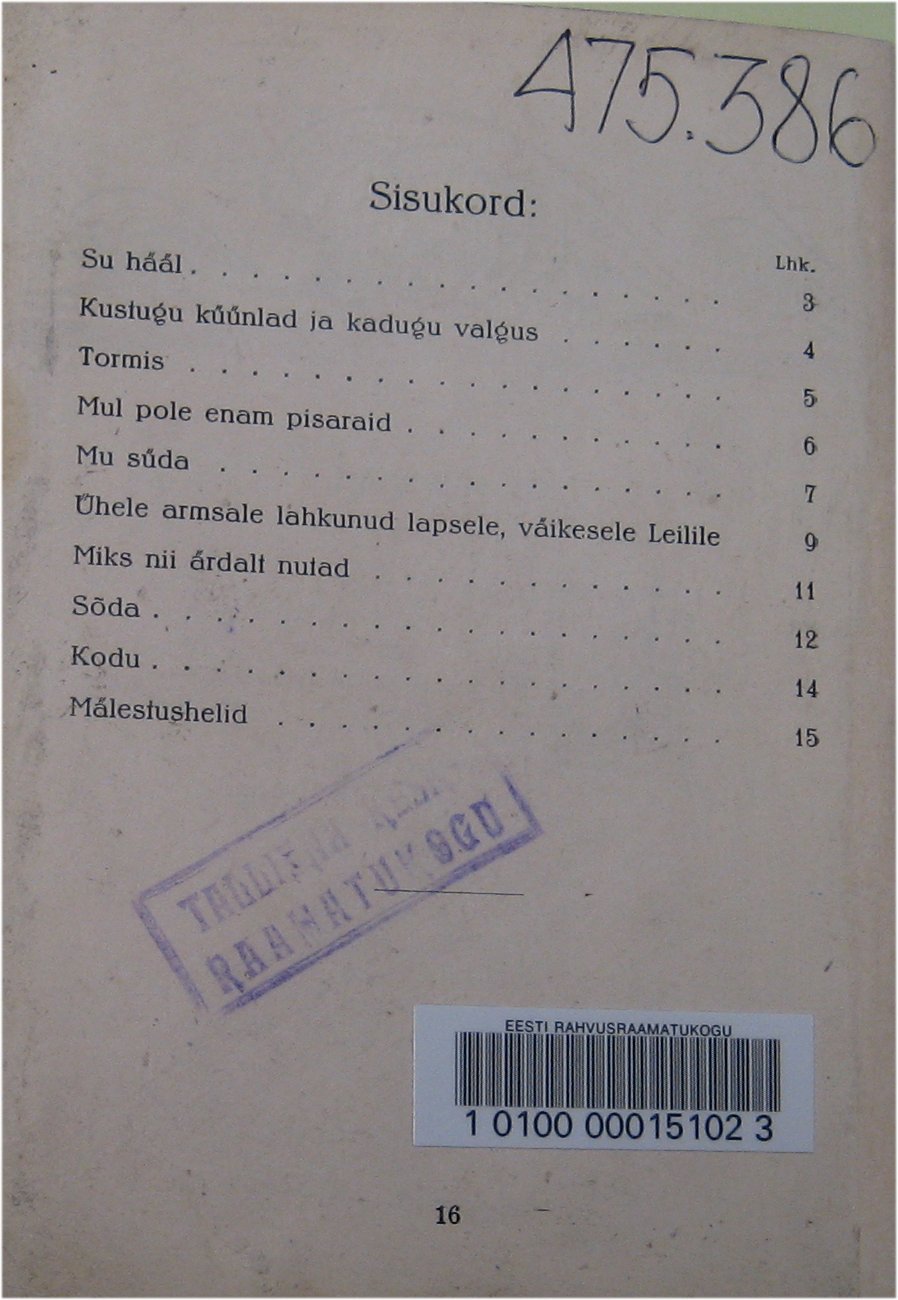 475.386
Sisukord:
Lhk.
Su hääl . . . . . . . . . . . . . . . . . . 3
Kustugu küünlad ja kadugu valgus . . . . . . 4
Tormis . . . . . . . . . . . . . . . . . . 5
Mul pole enam pisaraid . . . . . . . . . . . 6
Mu süda . . . . . . . . . . . . . . . . . 7
Ühele armsale lahkunud lapsele, väikesele Leilile 9
Miks nii ärdalt nutad . . . . . . . . . . . . 11
Sõda . . . . . . . . . . . . . . . . . . . 12
Kodu . . . . . . . . . . . . . . . . . . . 14
Mälestushelid . . . . . . . . . . . . . . . 15
TALLINNA
RAAMATUKOGU
EESTI RAHVUSRAAMATUKOGU
1 0100 00015102 3
16